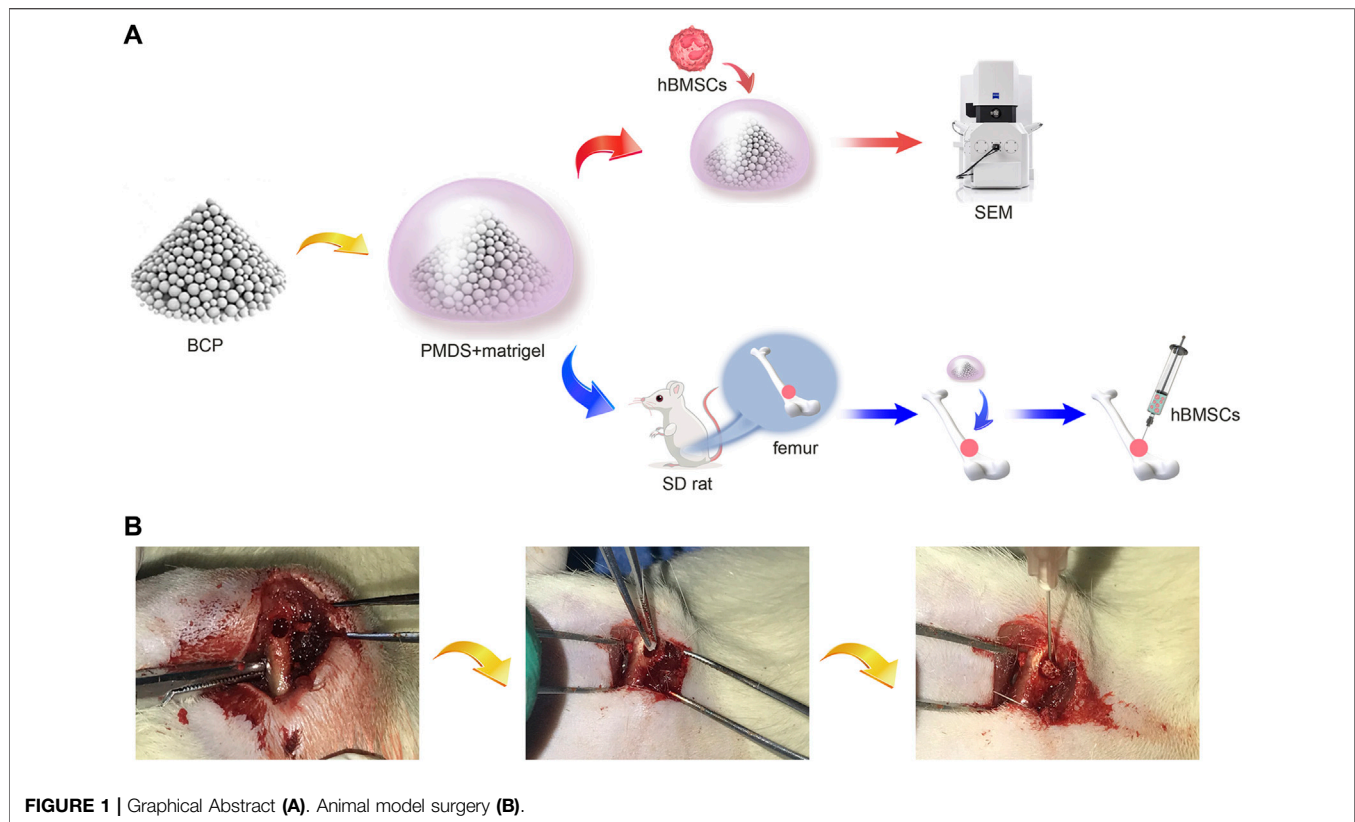 A
hBMSCs
SEM
BCP
PMDS+matrigel
femur
SD rat
hBMSCs
B
FIGURE 1 | Graphical Abstract (A). Animal model surgery (B).